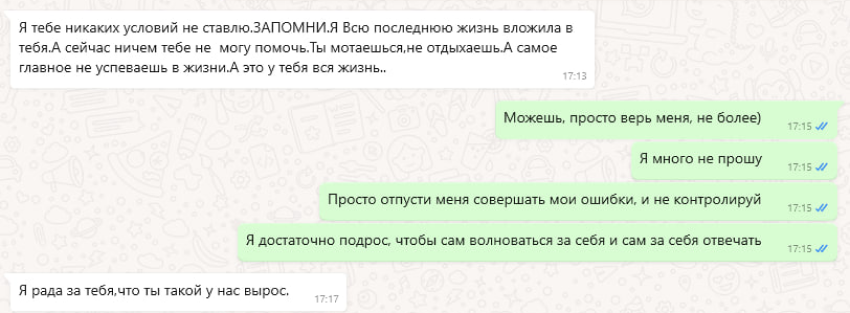 Я тебе никаких условий не ставлю.ЗАПОМНИ.Я Всю последнюю жизнь вложила в
тебя.А сейчас ничем тебе не  могу помочь.Ты мотаешься,не отдыхаешь.А самое
главное не успеваешь в жизни.А это у тебя вся жизнь..
17:13
Можешь, просто верь меня, не более)
17:15
Я много не прошу
17:15
Просто отпусти меня совершать мои ошибки, и не контролируй
17:15
Я достаточно подрос, чтобы сам волноваться за себя и сам за себя отвечать
17:15
Я рада за тебя,что ты такой у нас вырос.
17:17